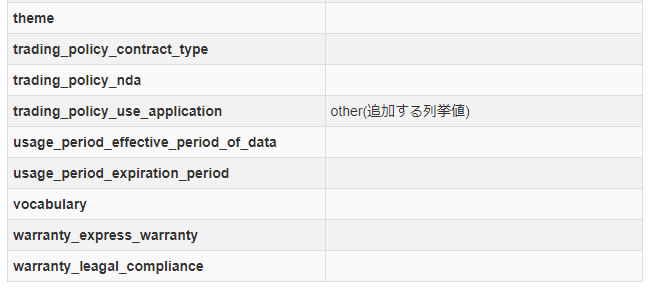 theme
trading_policy_contract_type
trading_policy_nda
trading_policy_use_application other(追加する列挙値)
usage_period_effective_period_of_data
usage_period_expiration_period
vocabulary
warranty_express_warranty
warranty_leagal_compliance